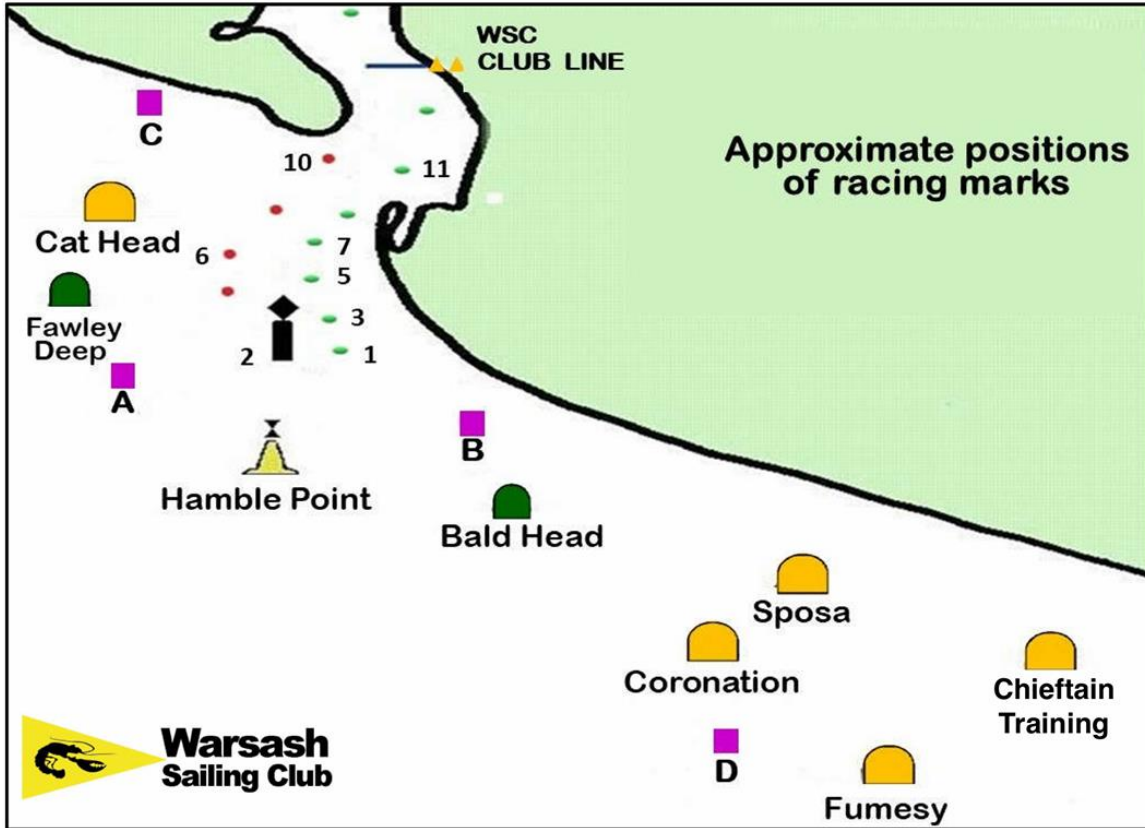 WSC
CLUB LINE
C
10
11
Approximate positions
of racing marks
Cat Head
7
6
5
Fawley
Deep
3
2
1
A
B
Hamble Point
Bald Head
Sposa
Coronation
Chieftain
Training
Warsash
Sailing Club
D
Fumesy